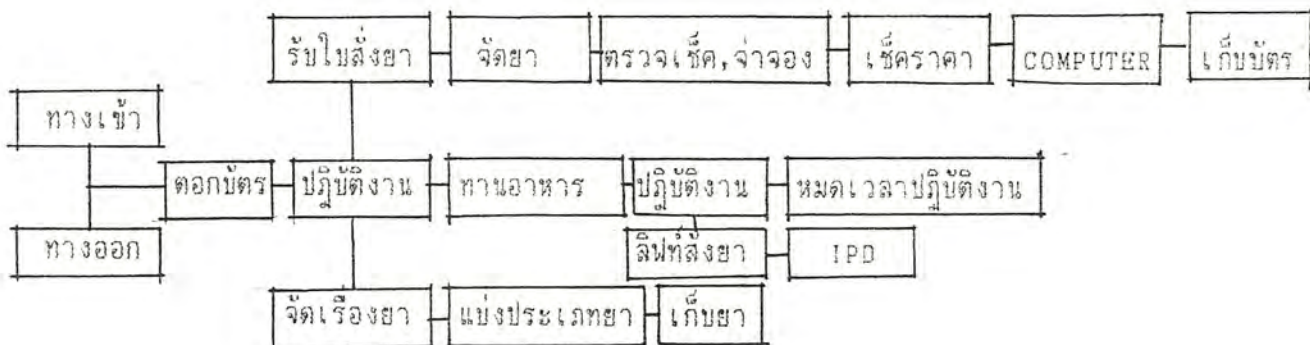 รับใบสั่งยา จัดยา ตรวจเช็ค,จ่าจอง เช็คราคา COMPUTER เก็บบัตร
ทางเข้า
ตอกบัตร ปฎิบัติงาน ทานอาหาร ปฎิบัติงาน หมดเวลาปฎิบัติงาน
ทางออก
ลิฟท์สั่งยา IPD
จัดเรื่องยา แบ่งประเภทยา เก็บยา